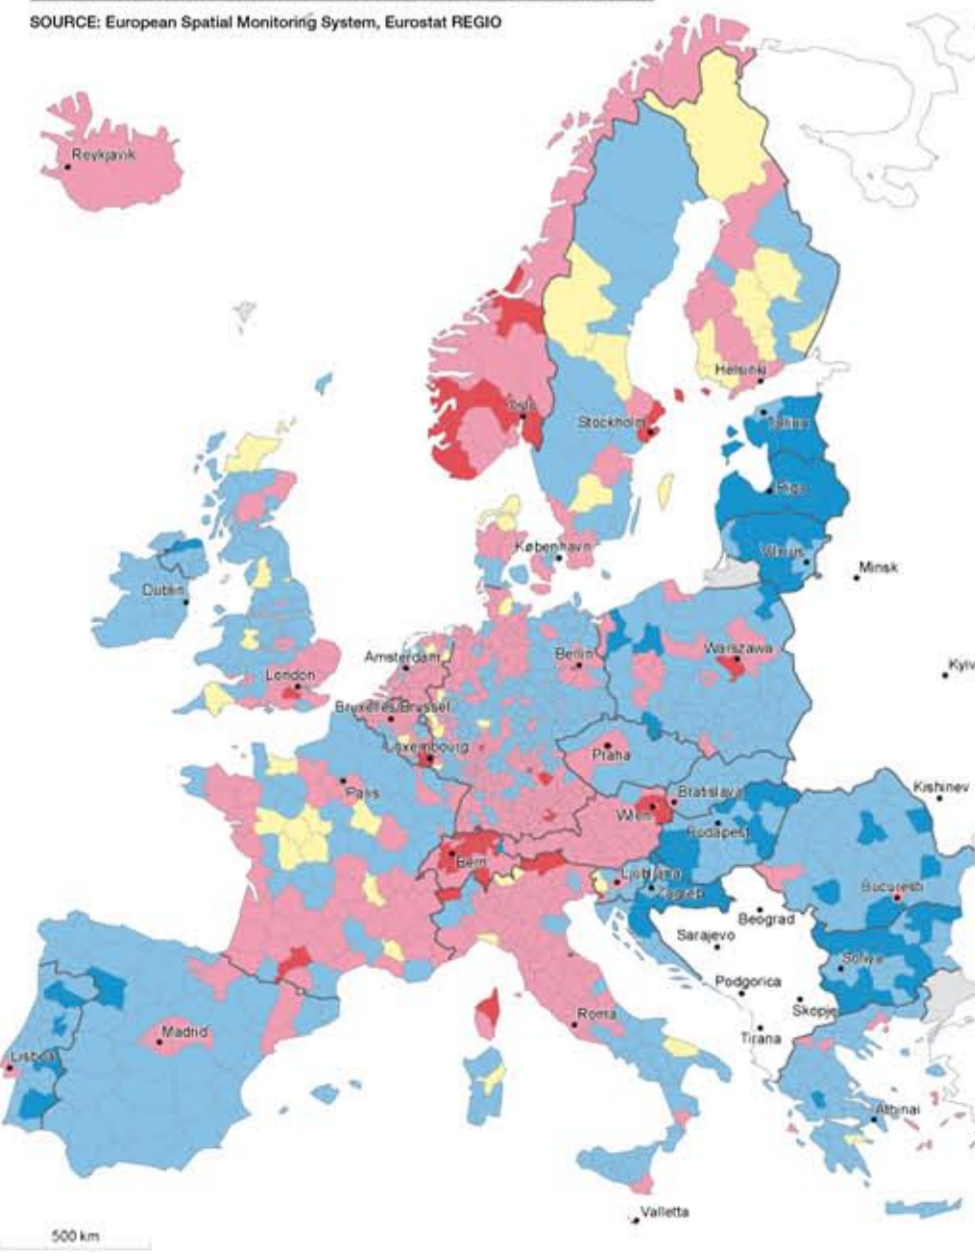 SOURCE: European Spatial Monitoring System, Eurostat REGIO
Reykjavik
Helsinki
Oslo
Stockholm
Tallinn
Riga
København
Vilnius
Minsk
Dublin
Amsterdam
Berlin
Warszawa
London
Kyiv
Bruxelles/Brussel
Luxembourg
Praha
Paris
Kishinev
Bratislava
Wien
Budapest
Bern
Ljubljana
Zagreb
Bucuresti
Beograd
Sarajevo
Sofiya
Podgorica
Skopje
Roma
Madrid
Tirana
Lisboa
Athinai
Valletta
500 km